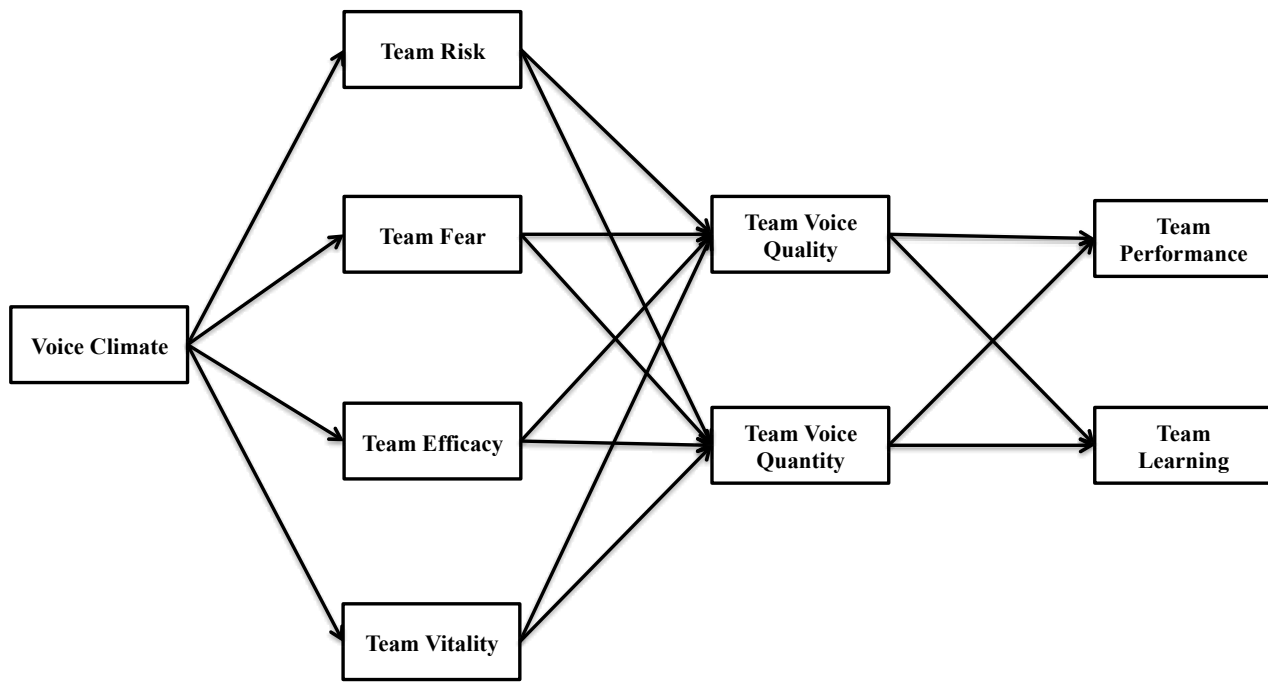 Team Risk
Team Fear
Voice Climate
Team Efficacy
Team Vitality
Team Voice
Quality
Team Voice
Quantity
Team
Performance
Team
Learning